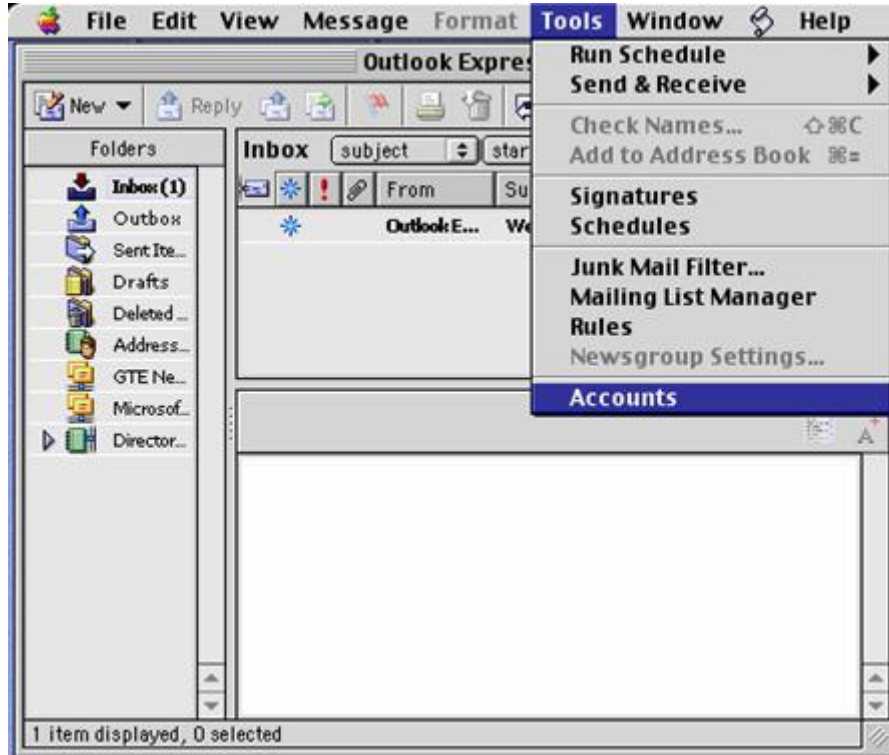 File Edit View Message Format Tools Window Help
Outlook Expres
New Reply
Folders
Inbox (1)
Outbox
Sent Ite...
Drafts
Deleted ...
Address...
GTE Ne...
Microsof...
Director...
Inbox subject star
From Su
Outlook E... We
Run Schedule
Send & Receive
Check Names... ⇧⌘C
Add to Address Book ⌘=
Signatures
Schedules
Junk Mail Filter...
Mailing List Manager
Rules
Newsgroup Settings...
Accounts
1 item displayed, 0 selected